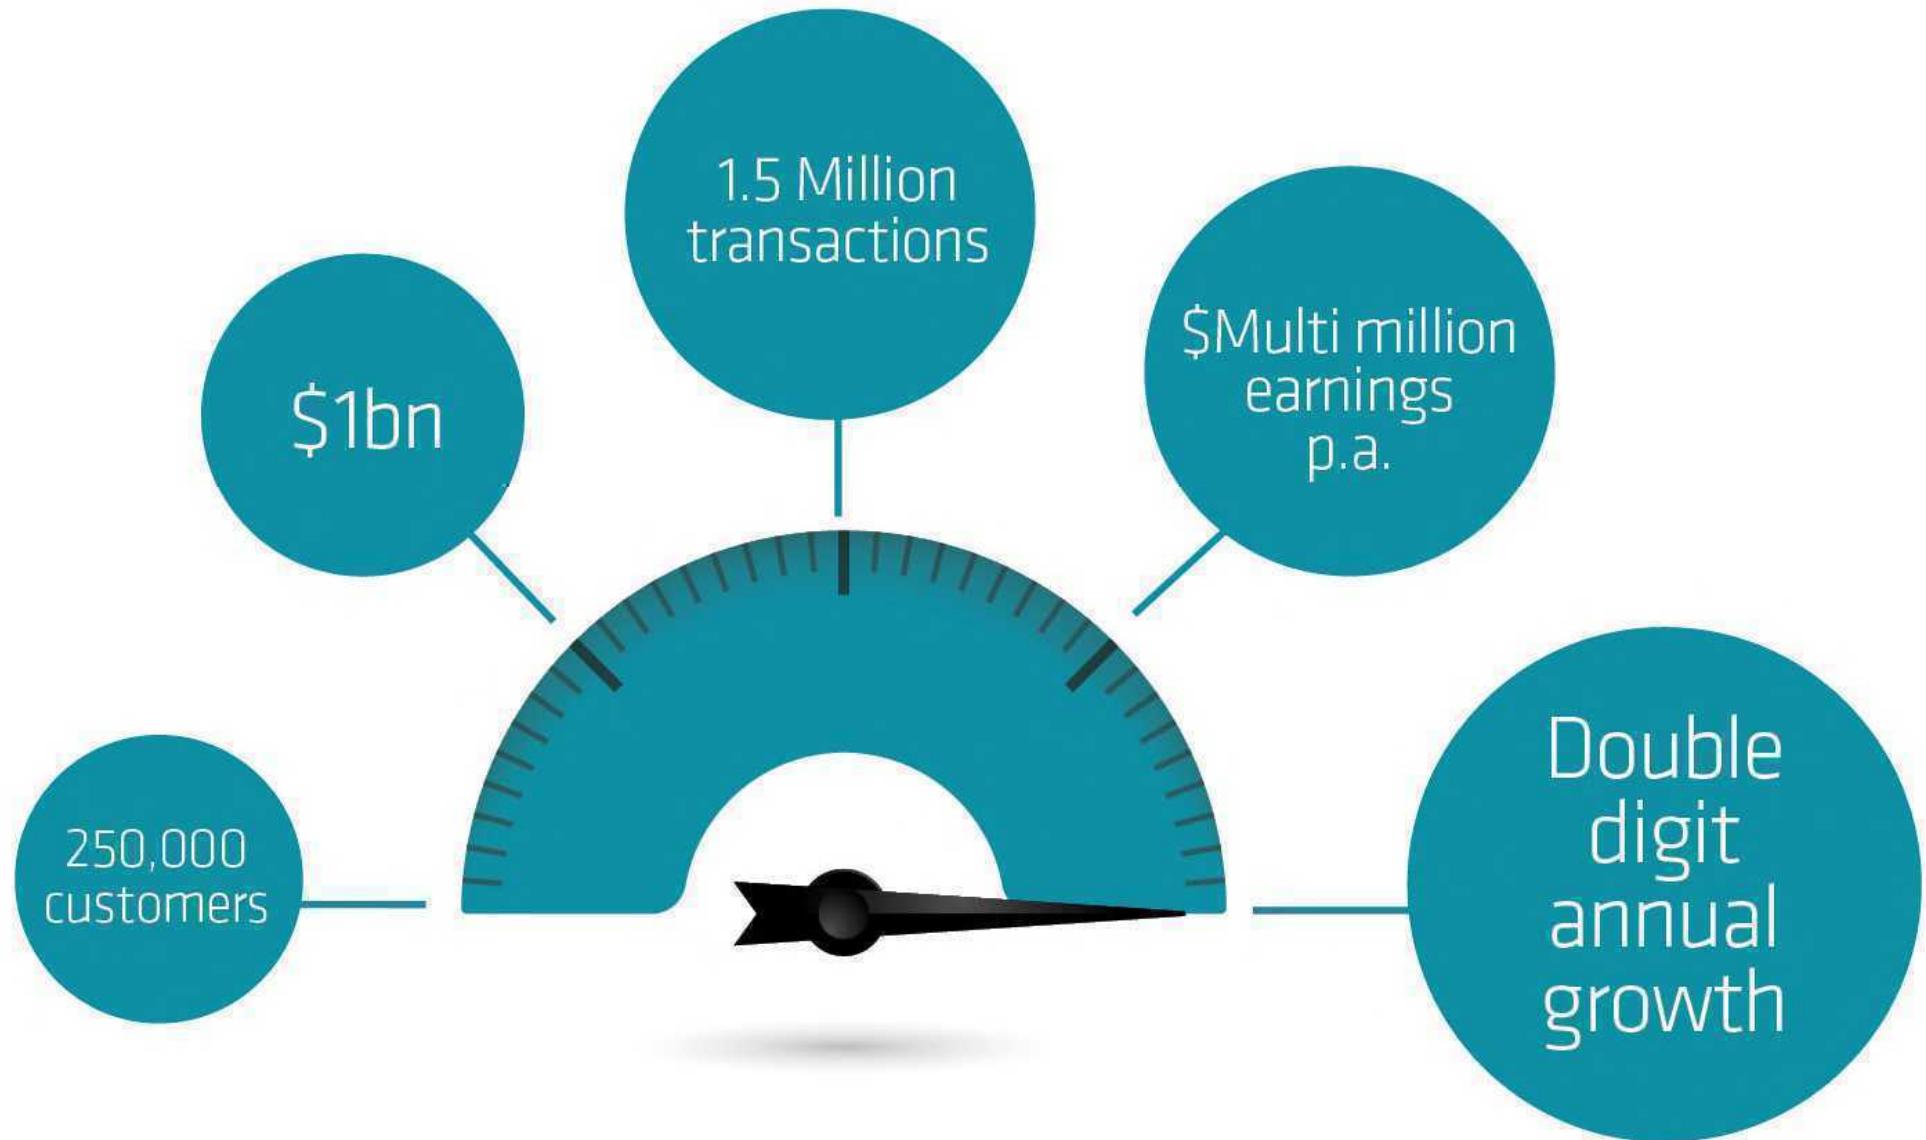 250,000
customers
$1bn
1.5 Million
transactions
$Multi million
earnings
p.a.
Double
digit
annual
growth